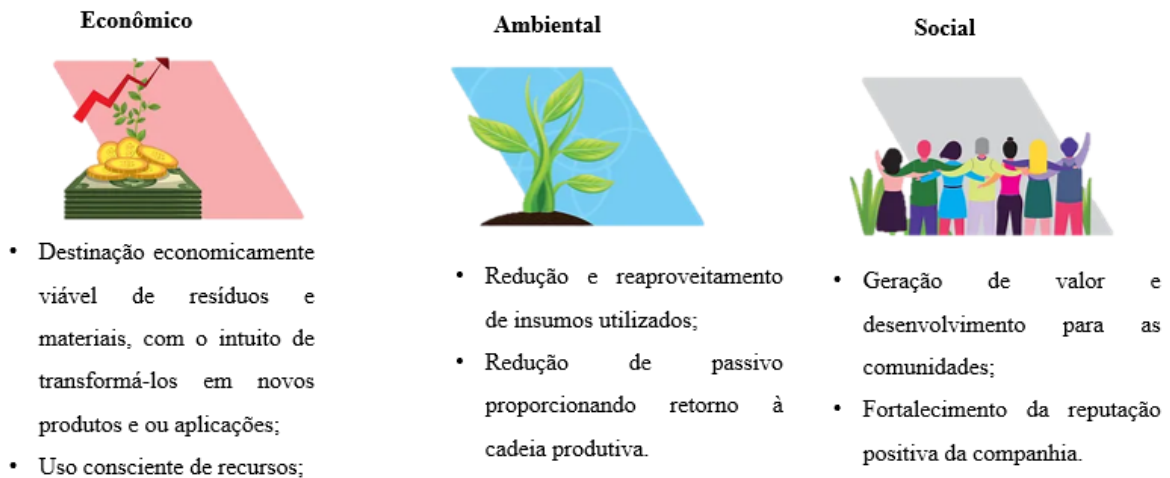 Econômico
Destinação economicamente
viável de resíduos e
materiais, com o intuito de
transformá-los em novos
produtos e ou aplicações;
Uso consciente de recursos;
Ambiental
Redução e reaproveitamento
de insumos utilizados;
Redução de passivo
proporcionando retorno à
cadeia produtiva.
Social
Geração de valor e
desenvolvimento para as
comunidades;
Fortalecimento da reputação
positiva da companhia.